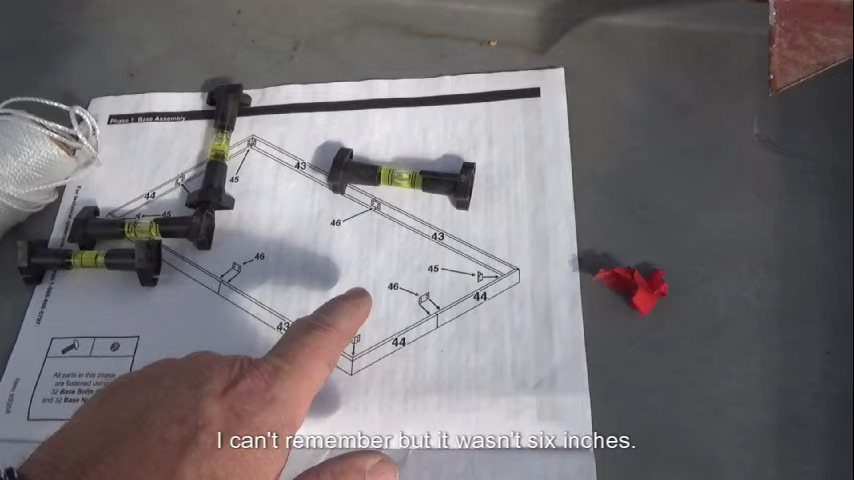 Phase 1 Base Assembly
43
44
45
45
46
43
46
45
46
44
43
44
All parts in this phase
are fastened using
32 Base Bolts
and 32 Base
I can't remember but it wasn't six inches.